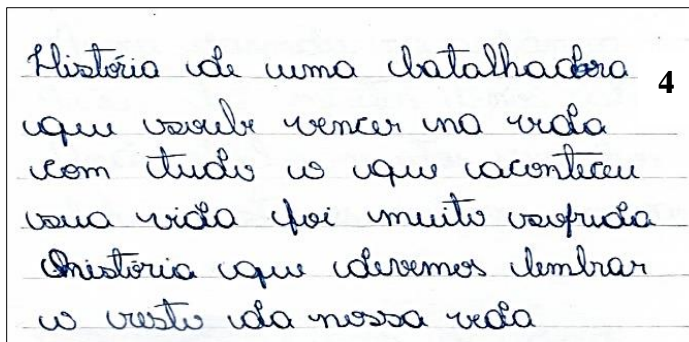 História de uma batalhadora 4
que soube vencer na vida
com tudo o que aconteceu
sua vida foi muito sofrida
história que devemos lembrar
o resto da nossa vida